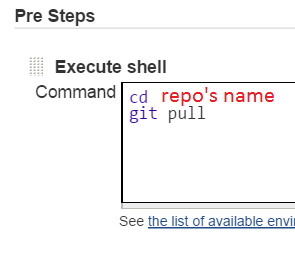 Pre Steps
Execute shell
Command
cd repo's name
git pull
See the list of available envi